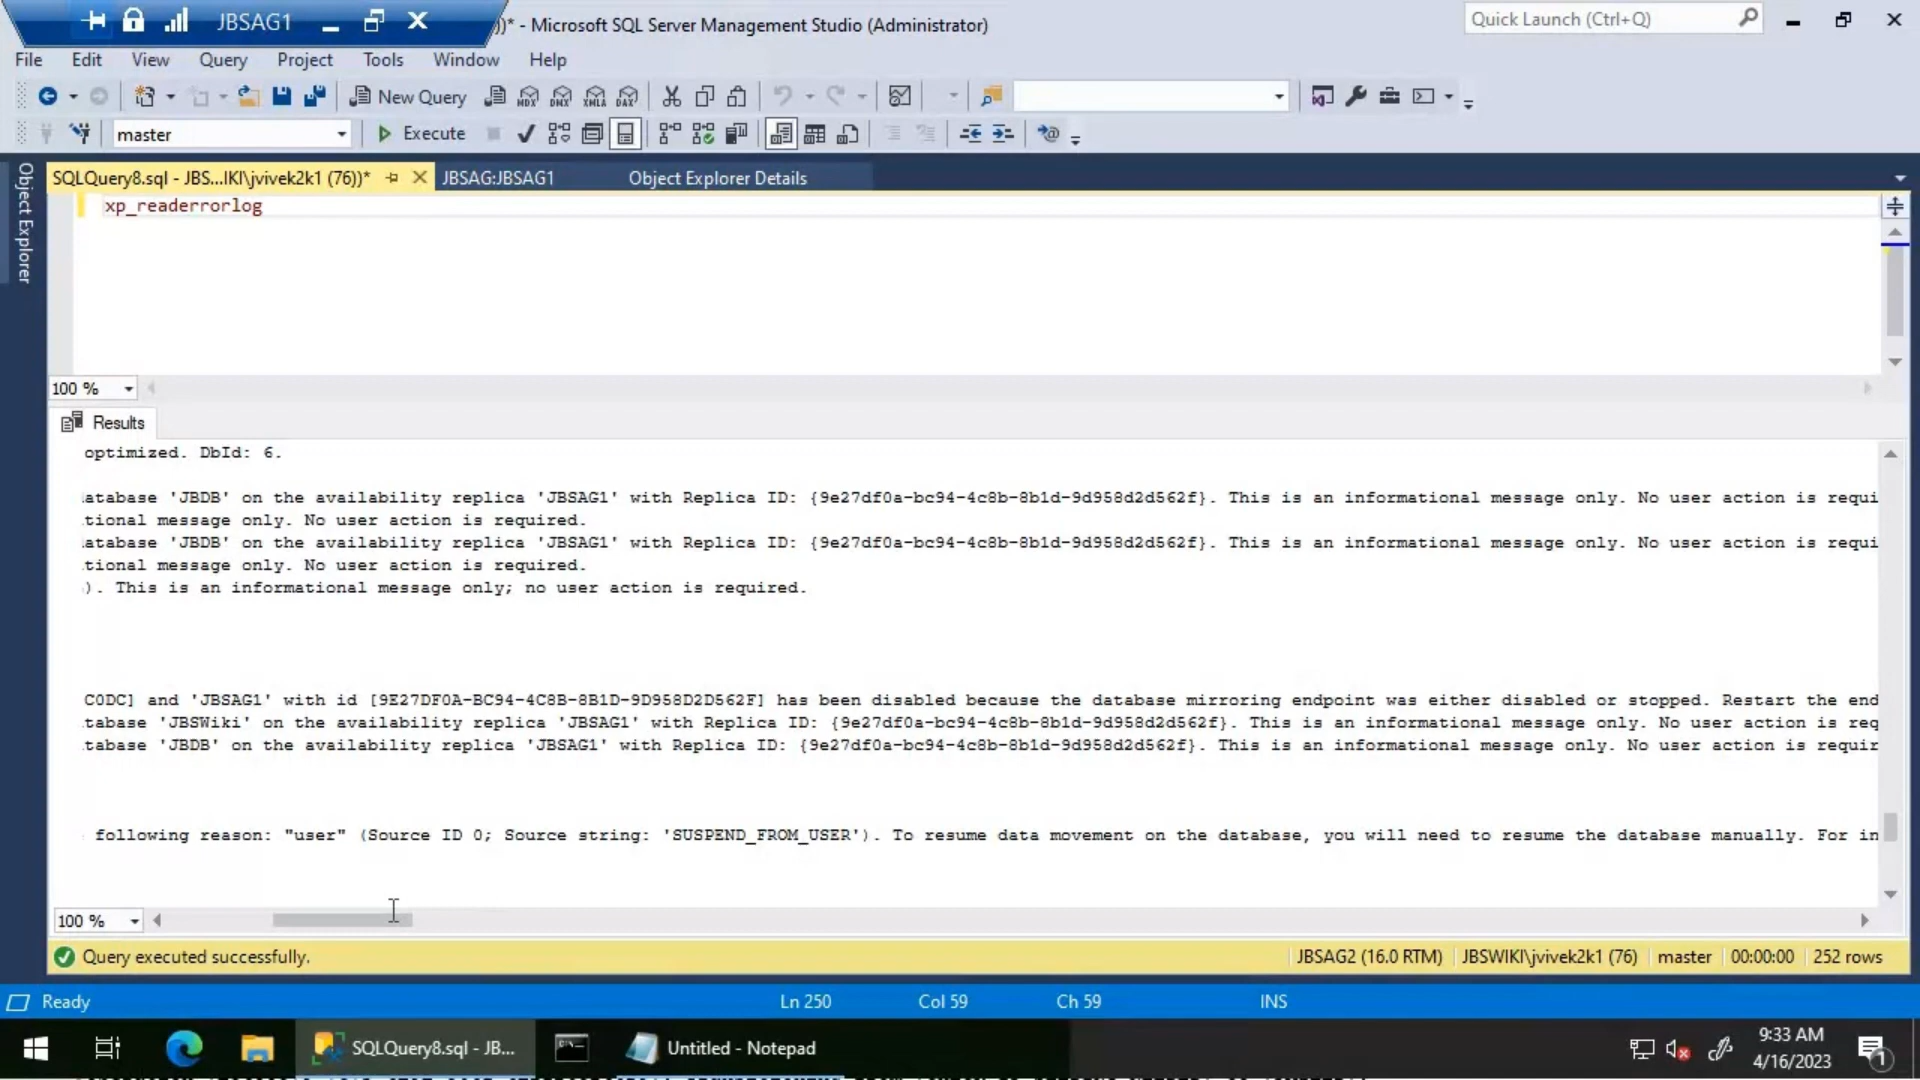 JBSAG1
))* - Microsoft SQL Server Management Studio (Administrator)
Quick Launch (Ctrl+Q)
File Edit View Query Project Tools Window Help
New Query MDX DMX XMLA DAX
master Execute
Object Explorer
SQLQuery8.sql - JBS...IKI\jvivek2k1 (76))* JBSAG:JBSAG1 Object Explorer Details
xp_readerrorlog
100 %
Results
optimized. DbId: 6.
atabase 'JBDB' on the availability replica 'JBSAG1' with Replica ID: {9e27df0a-bc94-4c8b-8b1d-9d958d2d562f}. This is an informational message only. No user action is requi
tional message only. No user action is required.
atabase 'JBDB' on the availability replica 'JBSAG1' with Replica ID: {9e27df0a-bc94-4c8b-8b1d-9d958d2d562f}. This is an informational message only. No user action is requi
tional message only. No user action is required.
). This is an informational message only; no user action is required.
C0DC] and 'JBSAG1' with id [9E27DF0A-BC94-4C8B-8B1D-9D958D2D562F] has been disabled because the database mirroring endpoint was either disabled or stopped. Restart the end
tabase 'JBSWiki' on the availability replica 'JBSAG1' with Replica ID: {9e27df0a-bc94-4c8b-8b1d-9d958d2d562f}. This is an informational message only. No user action is req
tabase 'JBDB' on the availability replica 'JBSAG1' with Replica ID: {9e27df0a-bc94-4c8b-8b1d-9d958d2d562f}. This is an informational message only. No user action is requir
following reason: "user" (Source ID 0; Source string: 'SUSPEND_FROM_USER'). To resume data movement on the database, you will need to resume the database manually. For in
100 %
Query executed successfully. JBSAG2 (16.0 RTM) JBSWIKI\jvivek2k1 (76) master 00:00:00 252 rows
Ready Ln 250 Col 59 Ch 59 INS
SQLQuery8.sql - JB... Untitled - Notepad
9:33 AM
4/16/2023
1